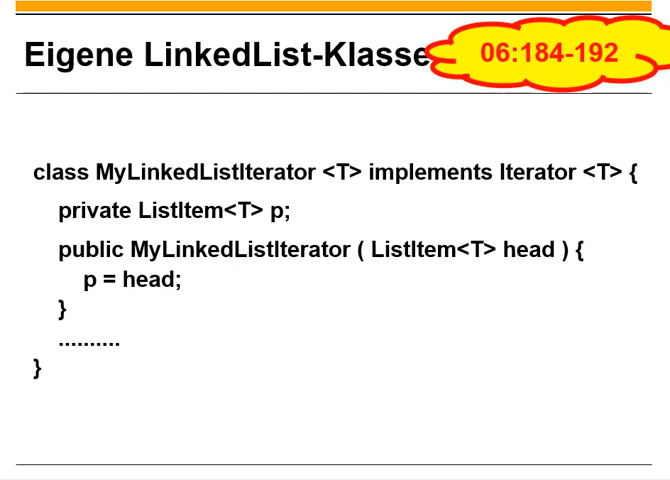 Eigene LinkedList-Klasse
06:184-192
class MyLinkedListIterator <T> implements Iterator <T> {
private ListItem<T> p;
public MyLinkedListIterator ( ListItem<T> head ) {
p = head;
}
..........
}